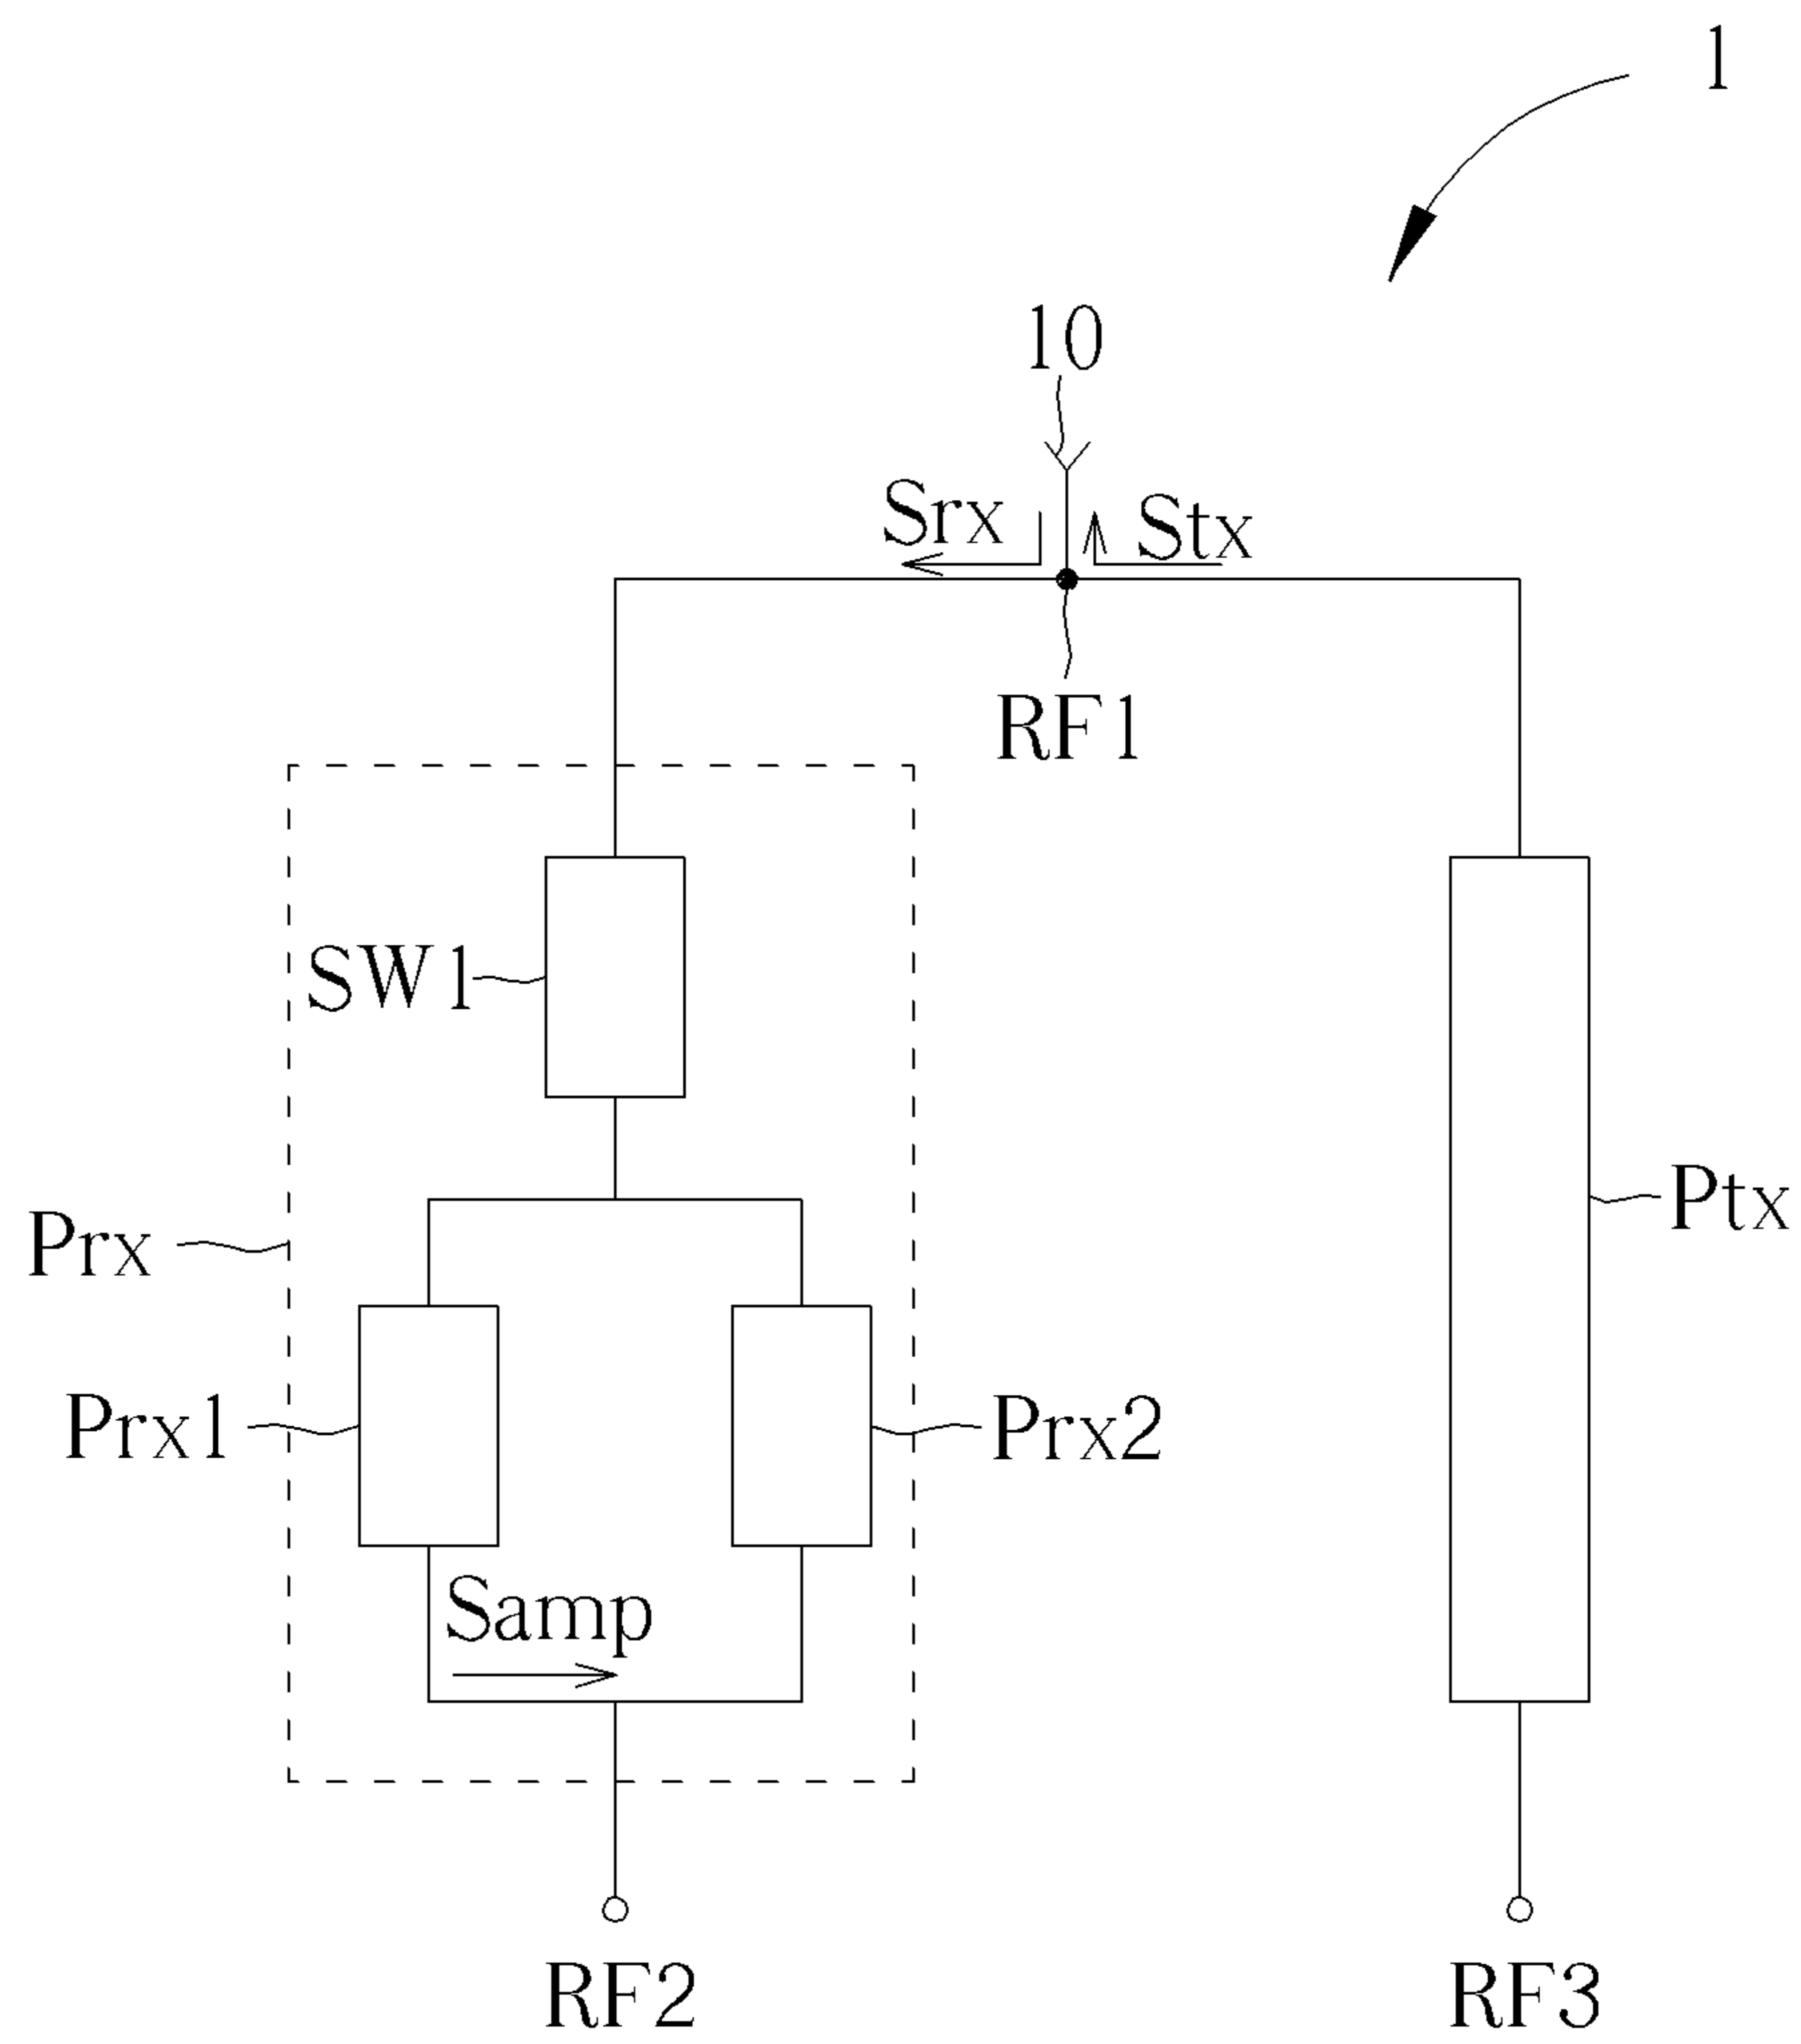 1
10
Srx
Stx
RF1
SW1
Prx
Ptx
Prx1
Prx2
Samp
RF2
RF3